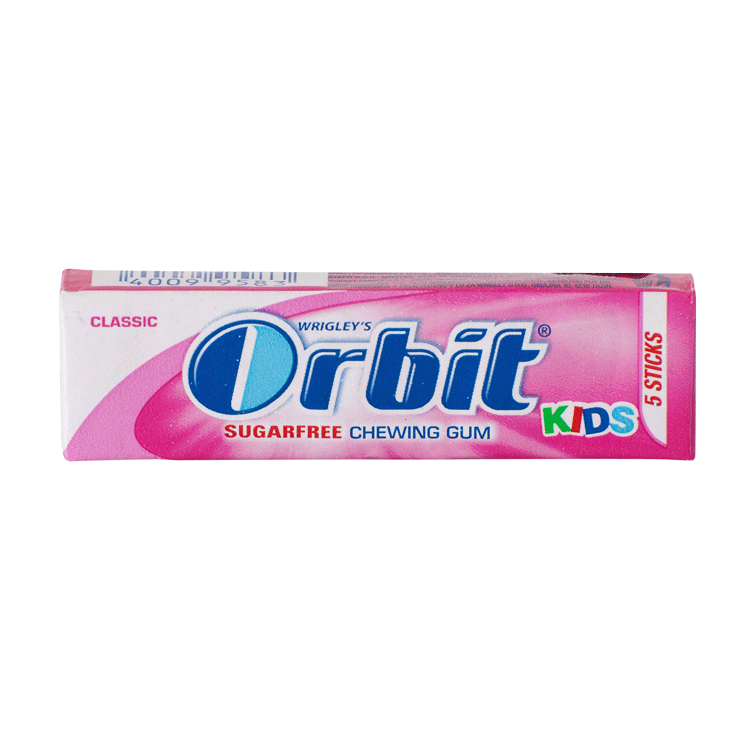 4009 9583
CLASSIC
WRIGLEY'S
Orbit®
SUGARFREE CHEWING GUM
KIDS
5 STICKS